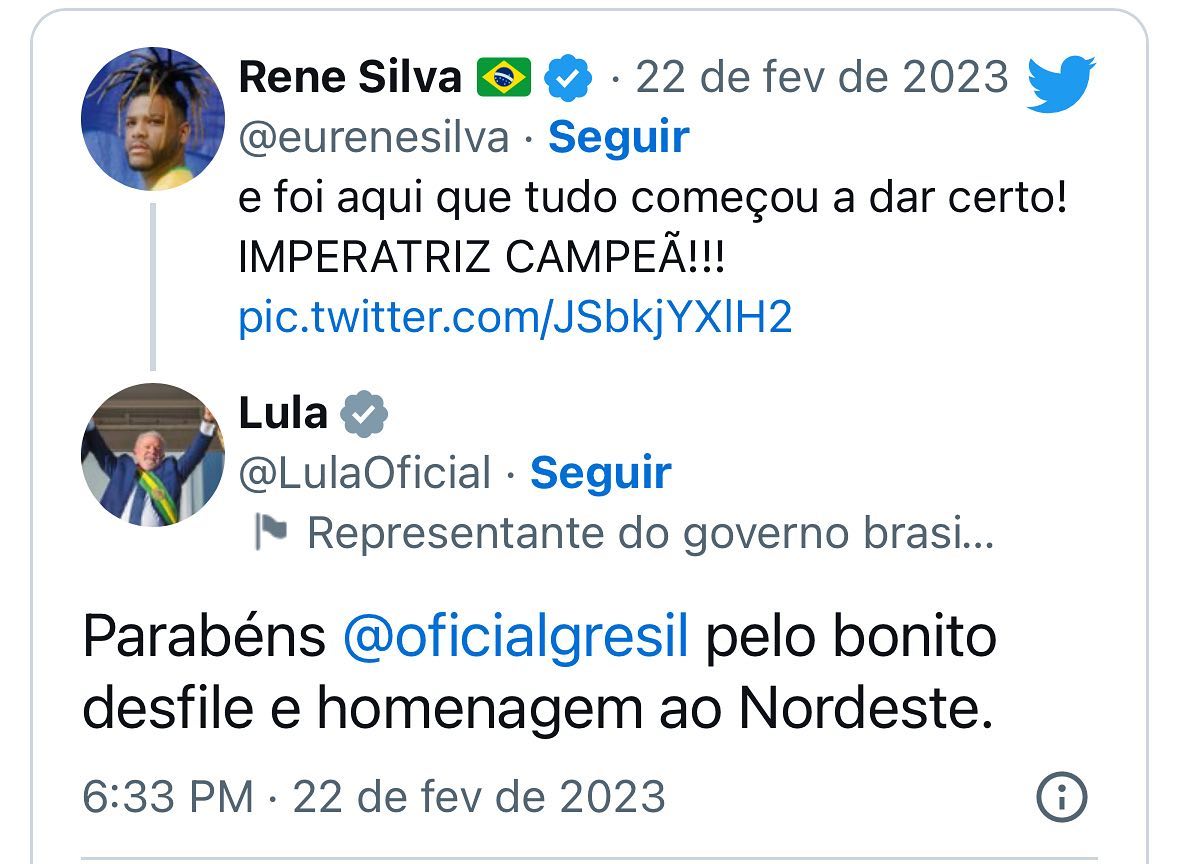 Rene Silva 🇧🇷 · 22 de fev de 2023
@eurenesilva · Seguir
e foi aqui que tudo começou a dar certo!
IMPERATRIZ CAMPEÃ!!!
pic.twitter.com/JSbkjYXlH2
Lula
@LulaOficial · Seguir
Representante do governo brasi...
Parabéns @oficialgresil pelo bonito
desfile e homenagem ao Nordeste.
6:33 PM · 22 de fev de 2023